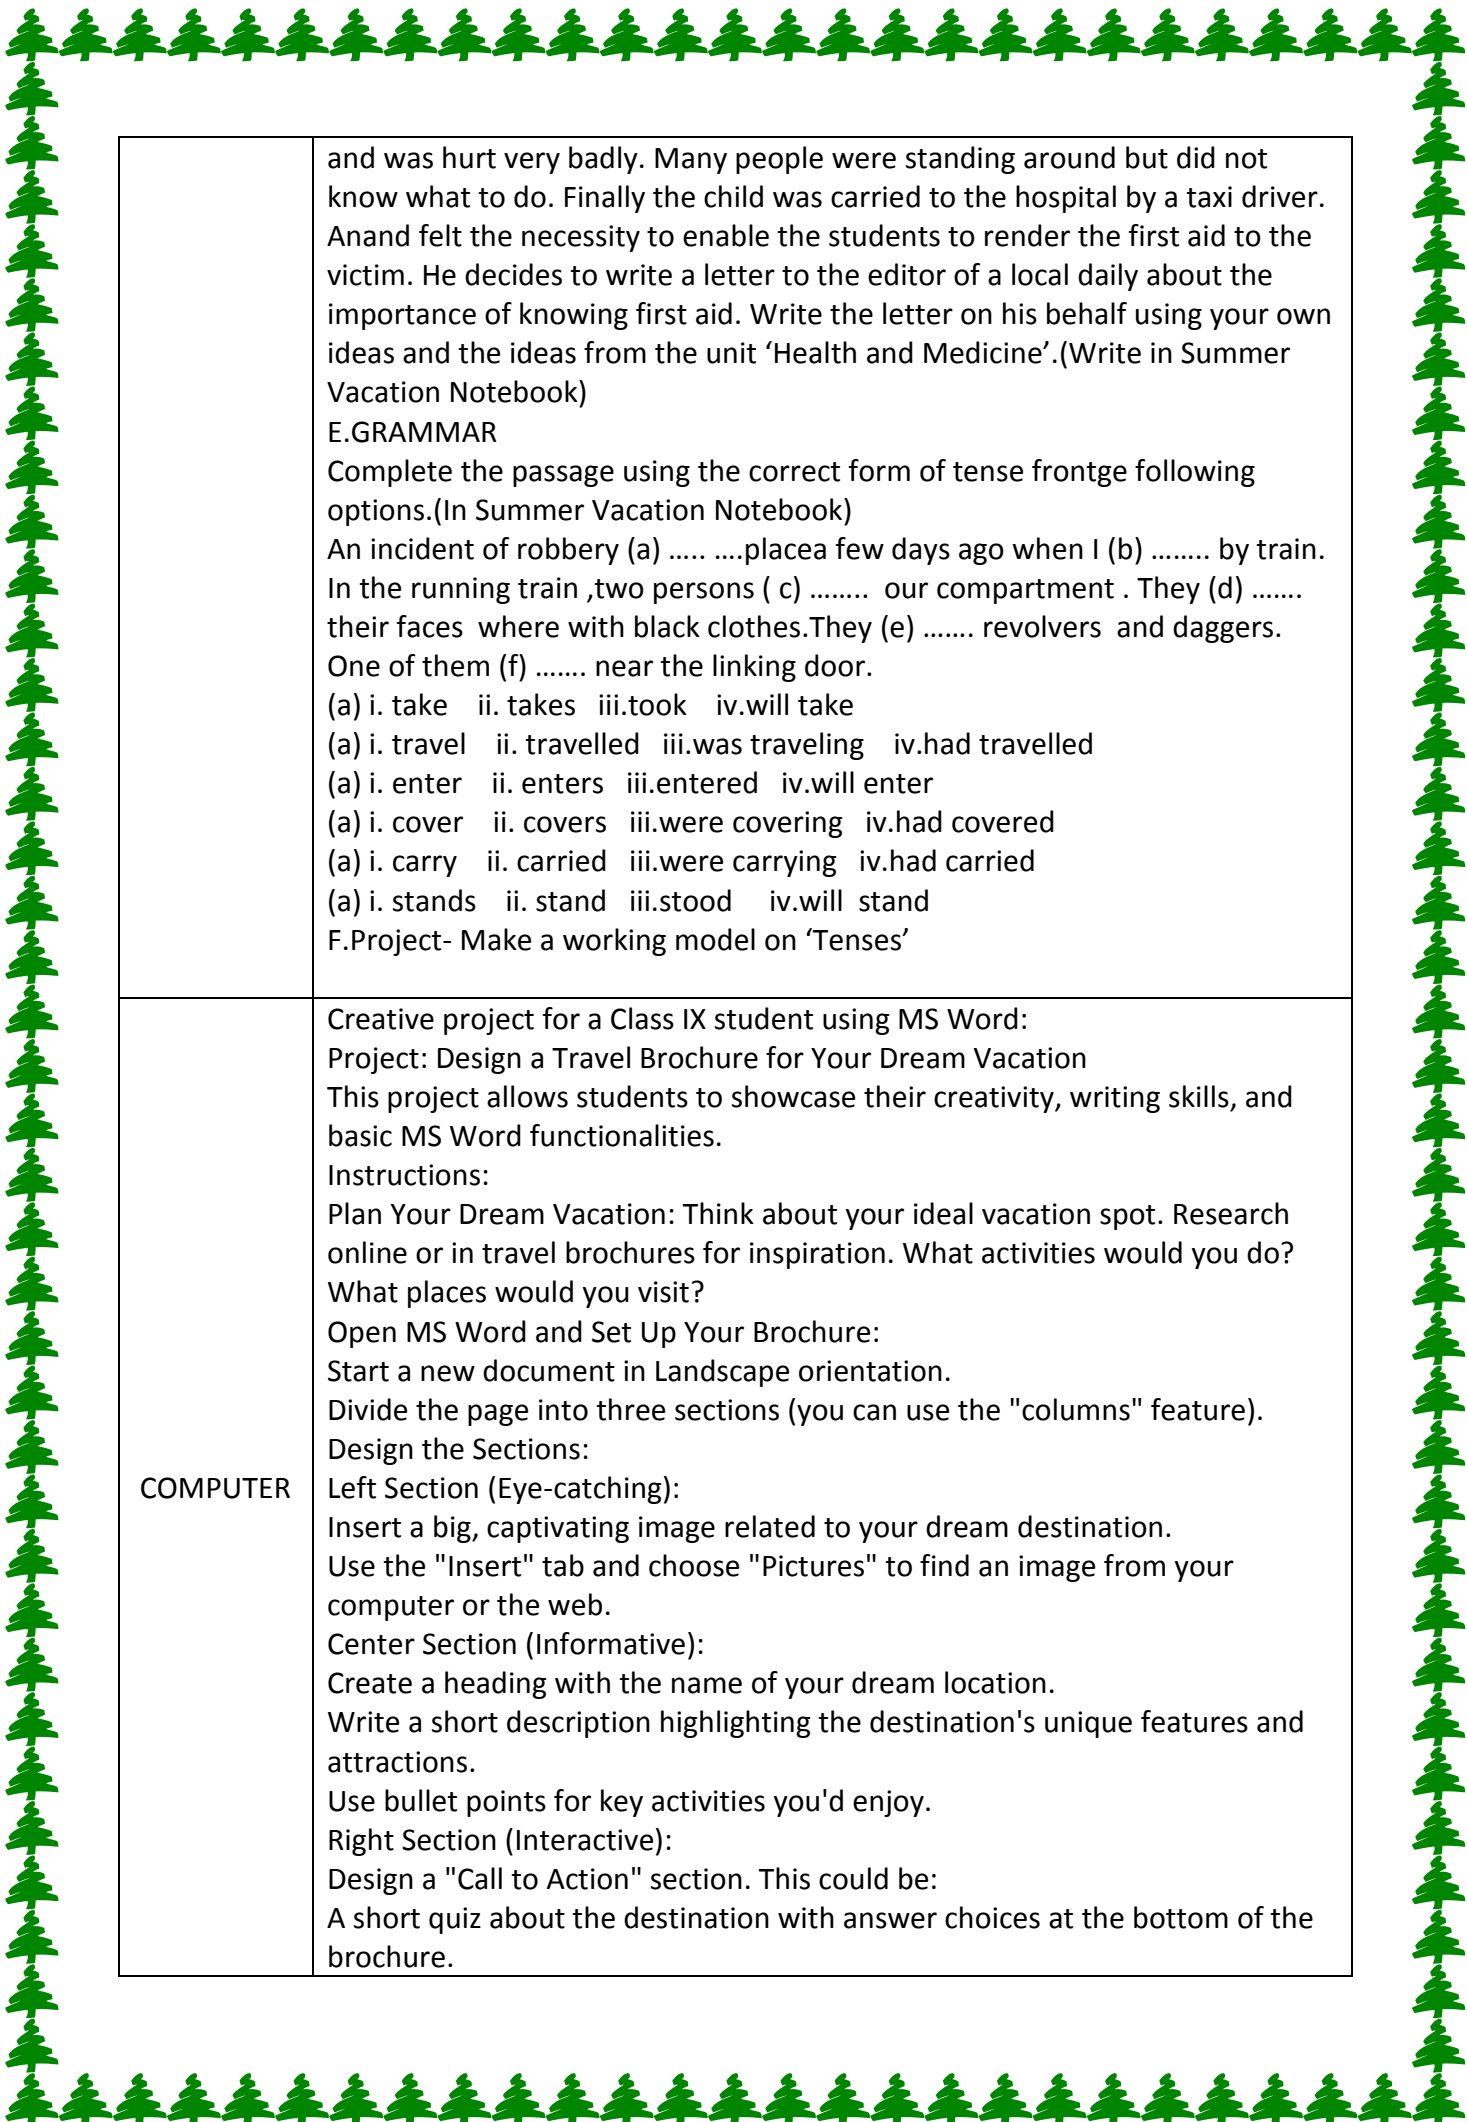 and was hurt very badly. Many people were standing around but did not
know what to do. Finally the child was carried to the hospital by a taxi driver.
Anand felt the necessity to enable the students to render the first aid to the
victim. He decides to write a letter to the editor of a local daily about the
importance of knowing first aid. Write the letter on his behalf using your own
ideas and the ideas from the unit ‘Health and Medicine’.(Write in Summer
Vacation Notebook)
E.GRAMMAR
Complete the passage using the correct form of tense frontge following
options.(In Summer Vacation Notebook)
An incident of robbery (a) ….. ….placea few days ago when I (b) …….. by train.
In the running train ,two persons ( c) …….. our compartment . They (d) …….
their faces where with black clothes.They (e) ……. revolvers and daggers.
One of them (f) ……. near the linking door.
(a) i. take ii. takes iii.took iv.will take
(a) i. travel ii. travelled iii.was traveling iv.had travelled
(a) i. enter ii. enters iii.entered iv.will enter
(a) i. cover ii. covers iii.were covering iv.had covered
(a) i. carry ii. carried iii.were carrying iv.had carried
(a) i. stands ii. stand iii.stood iv.will stand
F.Project- Make a working model on ‘Tenses’
COMPUTER
Creative project for a Class IX student using MS Word:
Project: Design a Travel Brochure for Your Dream Vacation
This project allows students to showcase their creativity, writing skills, and
basic MS Word functionalities.
Instructions:
Plan Your Dream Vacation: Think about your ideal vacation spot. Research
online or in travel brochures for inspiration. What activities would you do?
What places would you visit?
Open MS Word and Set Up Your Brochure:
Start a new document in Landscape orientation.
Divide the page into three sections (you can use the "columns" feature).
Design the Sections:
Left Section (Eye-catching):
Insert a big, captivating image related to your dream destination.
Use the "Insert" tab and choose "Pictures" to find an image from your
computer or the web.
Center Section (Informative):
Create a heading with the name of your dream location.
Write a short description highlighting the destination's unique features and
attractions.
Use bullet points for key activities you'd enjoy.
Right Section (Interactive):
Design a "Call to Action" section. This could be:
A short quiz about the destination with answer choices at the bottom of the
brochure.